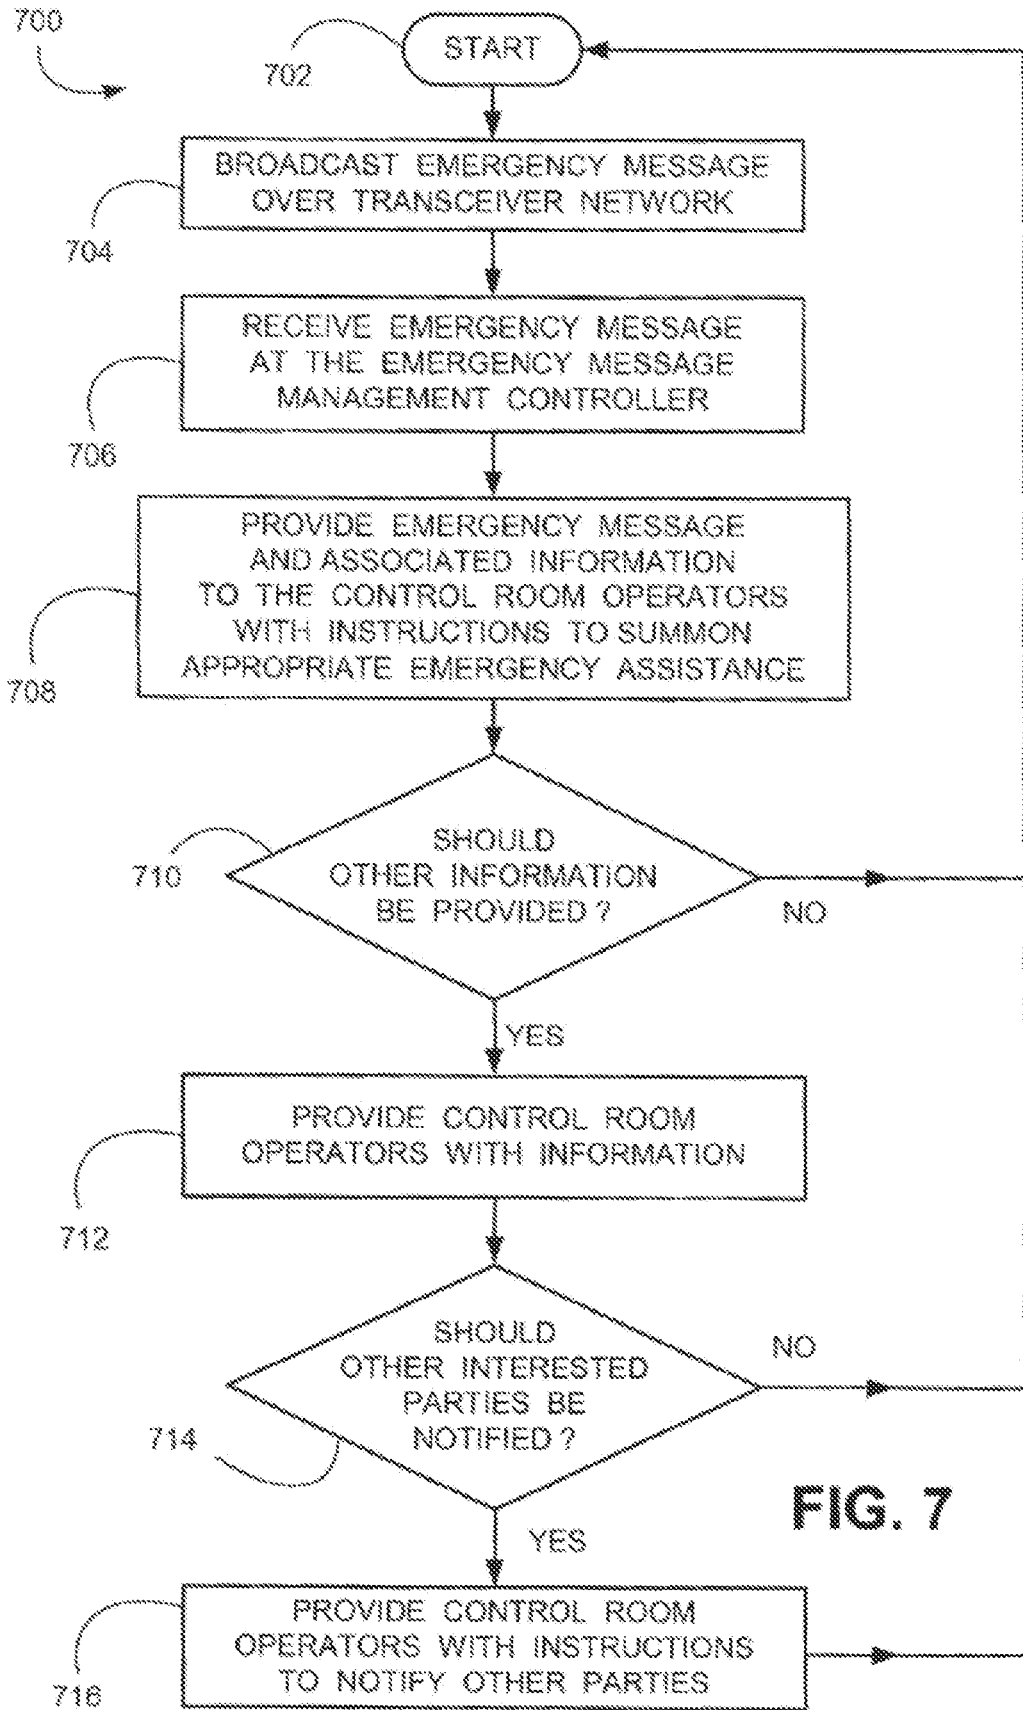 700
702
START
BROADCAST EMERGENCY MESSAGE
OVER TRANSCEIVER NETWORK
704
RECEIVE EMERGENCY MESSAGE
AT THE EMERGENCY MESSAGE
MANAGEMENT CONTROLLER
706
PROVIDE EMERGENCY MESSAGE
AND ASSOCIATED INFORMATION
TO THE CONTROL ROOM OPERATORS
WITH INSTRUCTIONS TO SUMMON
APPROPRIATE EMERGENCY ASSISTANCE
708
SHOULD
OTHER INFORMATION
BE PROVIDED ?
710
NO
YES
PROVIDE CONTROL ROOM
OPERATORS WITH INFORMATION
712
SHOULD
OTHER INTERESTED
PARTIES BE
NOTIFIED ?
NO
714
FIG. 7
YES
PROVIDE CONTROL ROOM
OPERATORS WITH INSTRUCTIONS
TO NOTIFY OTHER PARTIES
716